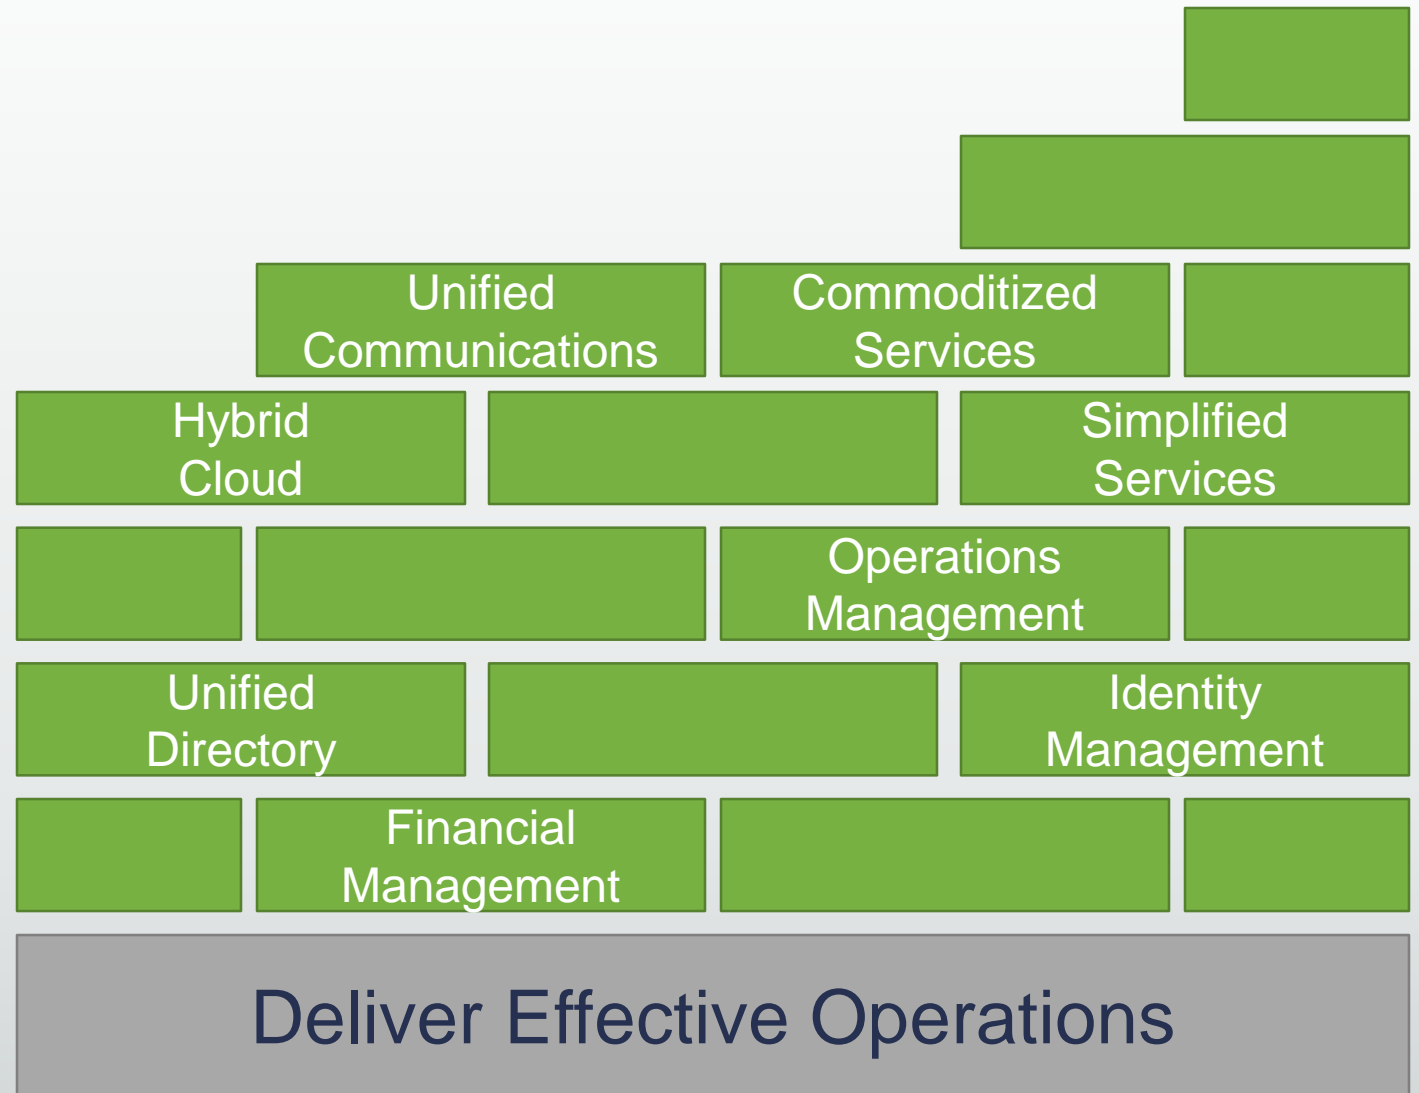 Unified
Communications
Commoditized
Services
Hybrid
Cloud
Simplified
Services
Operations
Management
Unified
Directory
Identity
Management
Financial
Management
Deliver Effective Operations